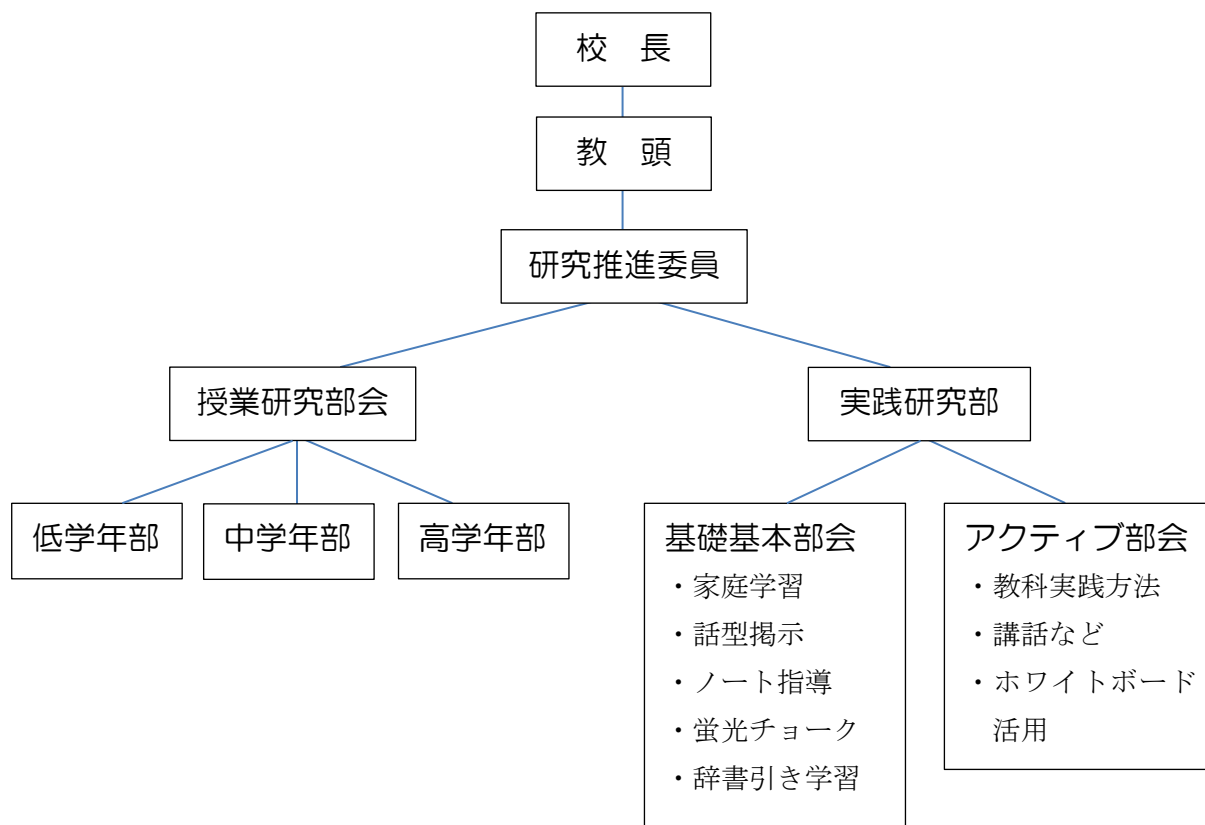 校　長
教　頭
研究推進委員
授業研究部会
実践研究部
低学年部
中学年部
高学年部
基礎基本部会
・家庭学習
・話型掲示
・ノート指導
・蛍光チョーク
・辞書引き学習
アクティブ部会
・教科実践方法
・講話など
・ホワイトボード
活用